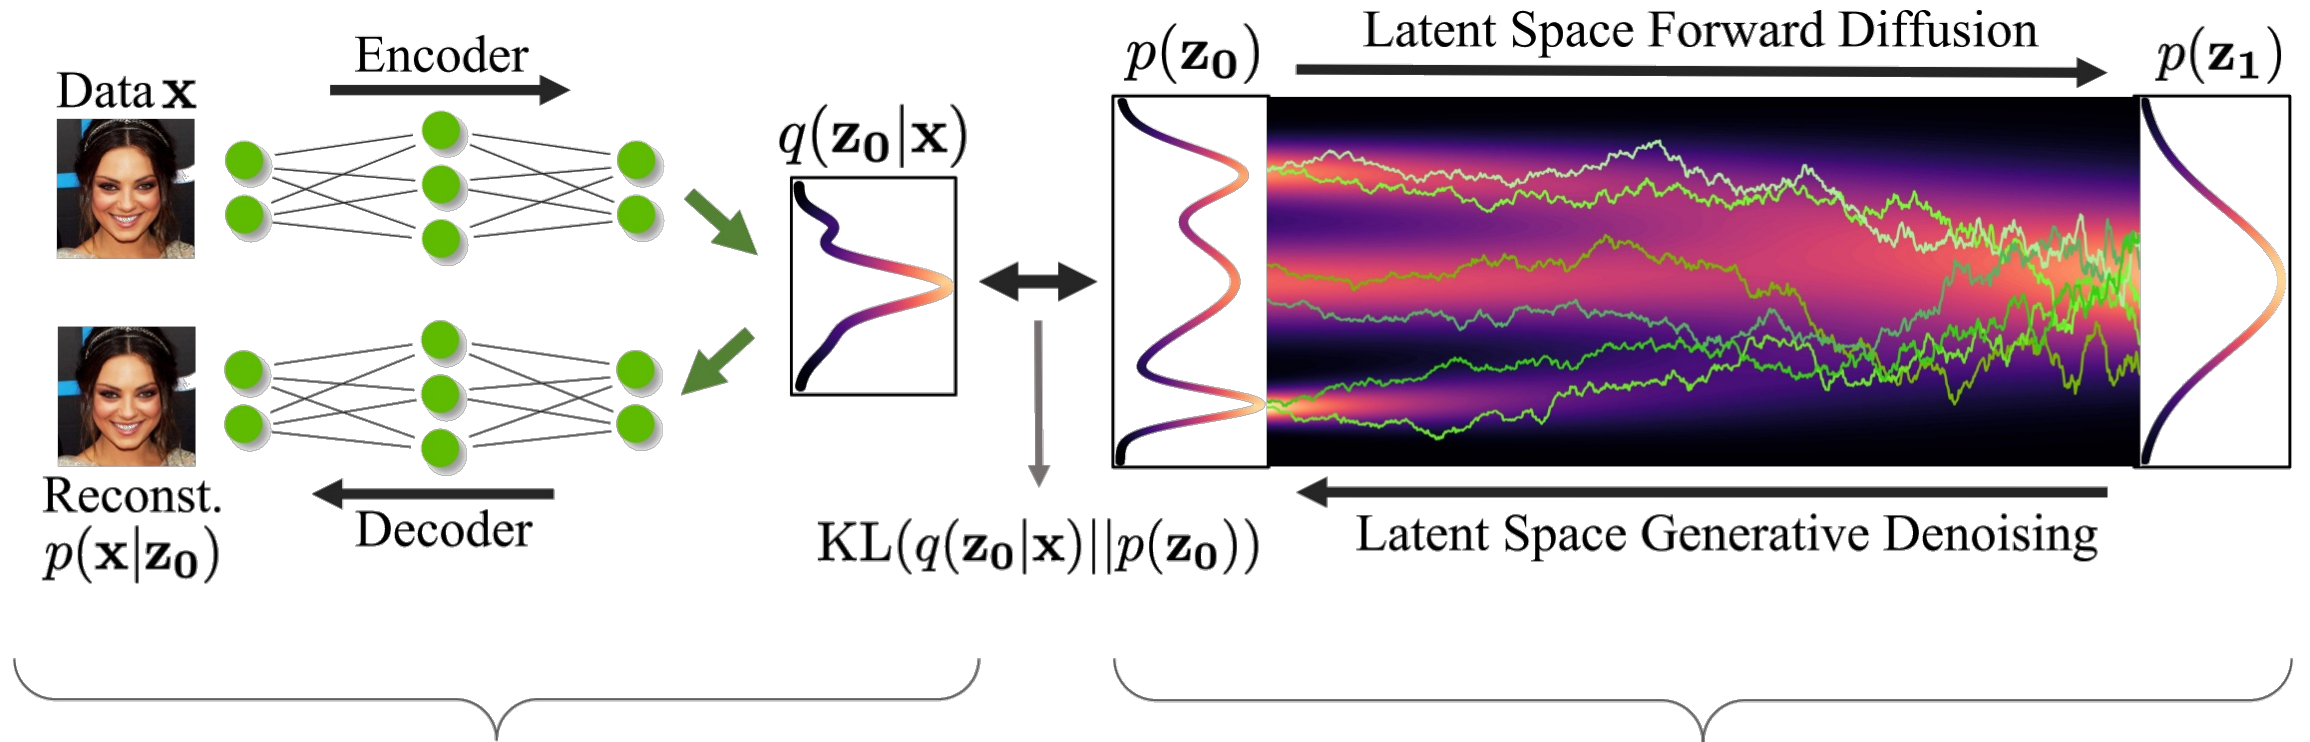 Encoder
Data x
q(z₀|x)
Reconst.
p(x|z₀)
Decoder
KL(q(z₀|x)||p(z₀))
p(z₀)
Latent Space Forward Diffusion
p(z₁)
Latent Space Generative Denoising